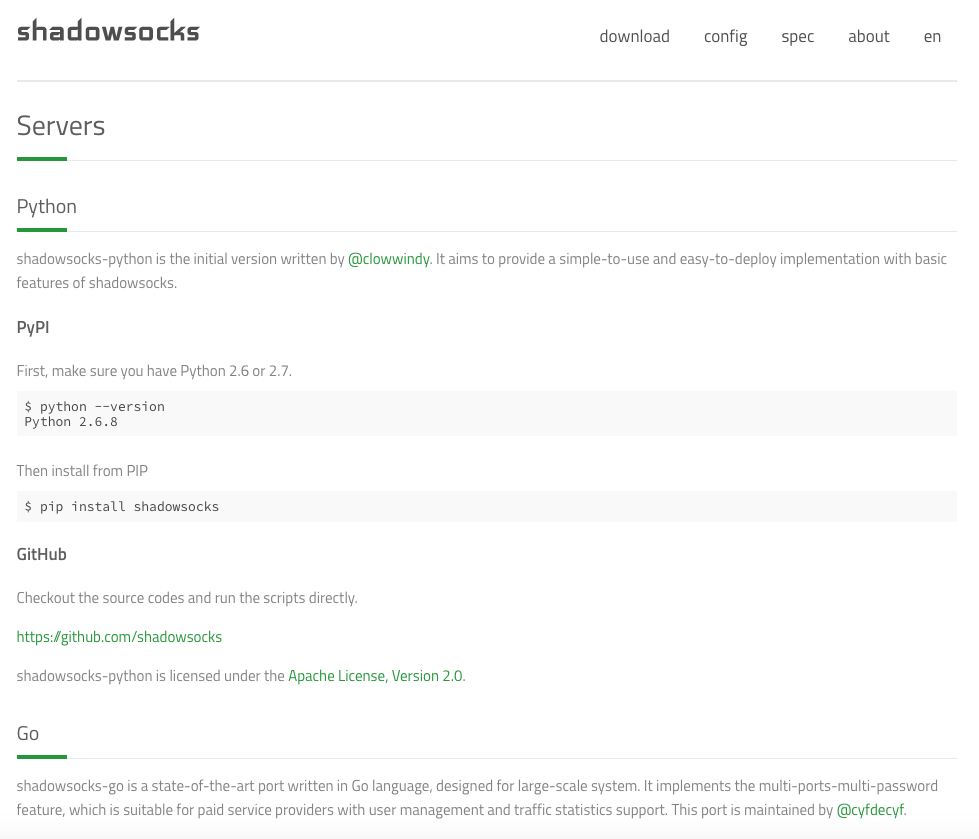 shadowsocks
download config spec about en
Servers
Python
shadowsocks-python is the initial version written by @clowwindy. It aims to provide a simple-to-use and easy-to-deploy implementation with basic
features of shadowsocks.
PyPI
First, make sure you have Python 2.6 or 2.7.
$ python --version
Python 2.6.8
Then install from PIP
$ pip install shadowsocks
GitHub
Checkout the source codes and run the scripts directly.
https://github.com/shadowsocks
shadowsocks-python is licensed under the Apache License, Version 2.0.
Go
shadowsocks-go is a state-of-the-art port written in Go language, designed for large-scale system. It implements the multi-ports-multi-password
feature, which is suitable for paid service providers with user management and traffic statistics support. This port is maintained by @cyfdecyf.